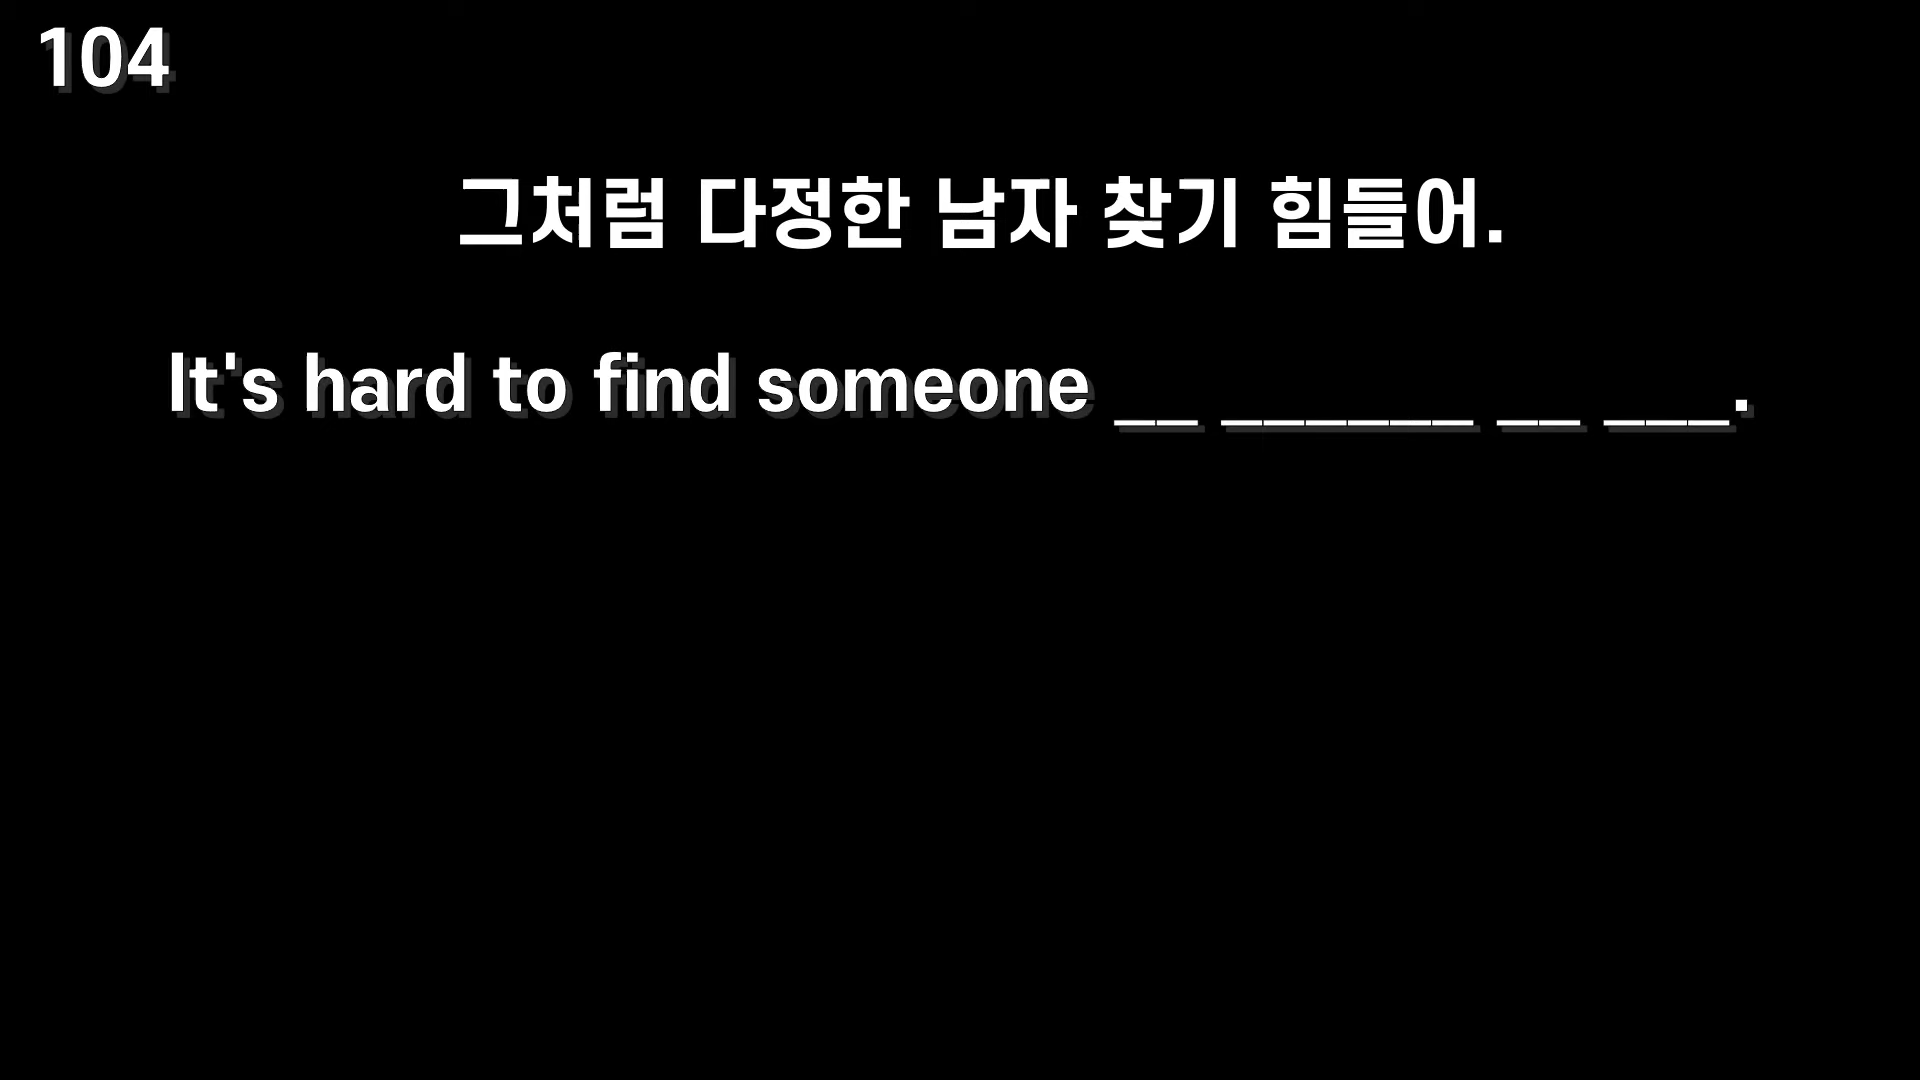 104
그처럼 다정한 남자 찾기 힘들어.
It's hard to find someone __ ______ __ ___.